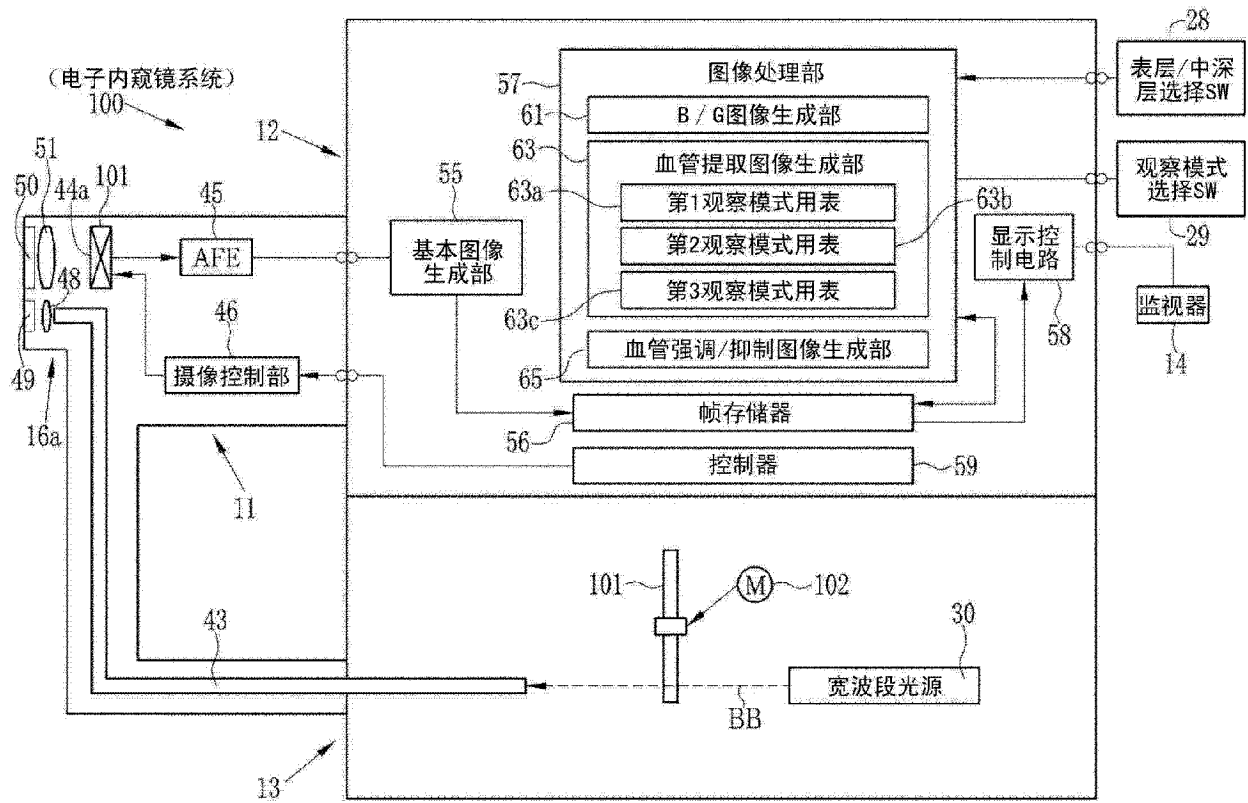 28
表层/中深
层选择SW
57
图像处理部
（电子内窥镜系统）
100
12
61
B/G图像生成部
63
血管提取图像生成部
观察模式
选择SW
29
51
50
44a
101
45
55
63a
第1观察模式用表
63b
AFE
基本图像
生成部
第2观察模式用表
显示控
制电路
48
第3观察模式用表
63c
58
监视器
14
49
46
摄像控制部
血管强调/抑制图像生成部
65
16a
帧存储器
56
控制器
59
11
101
M
102
43
30
宽波段光源
BB
13